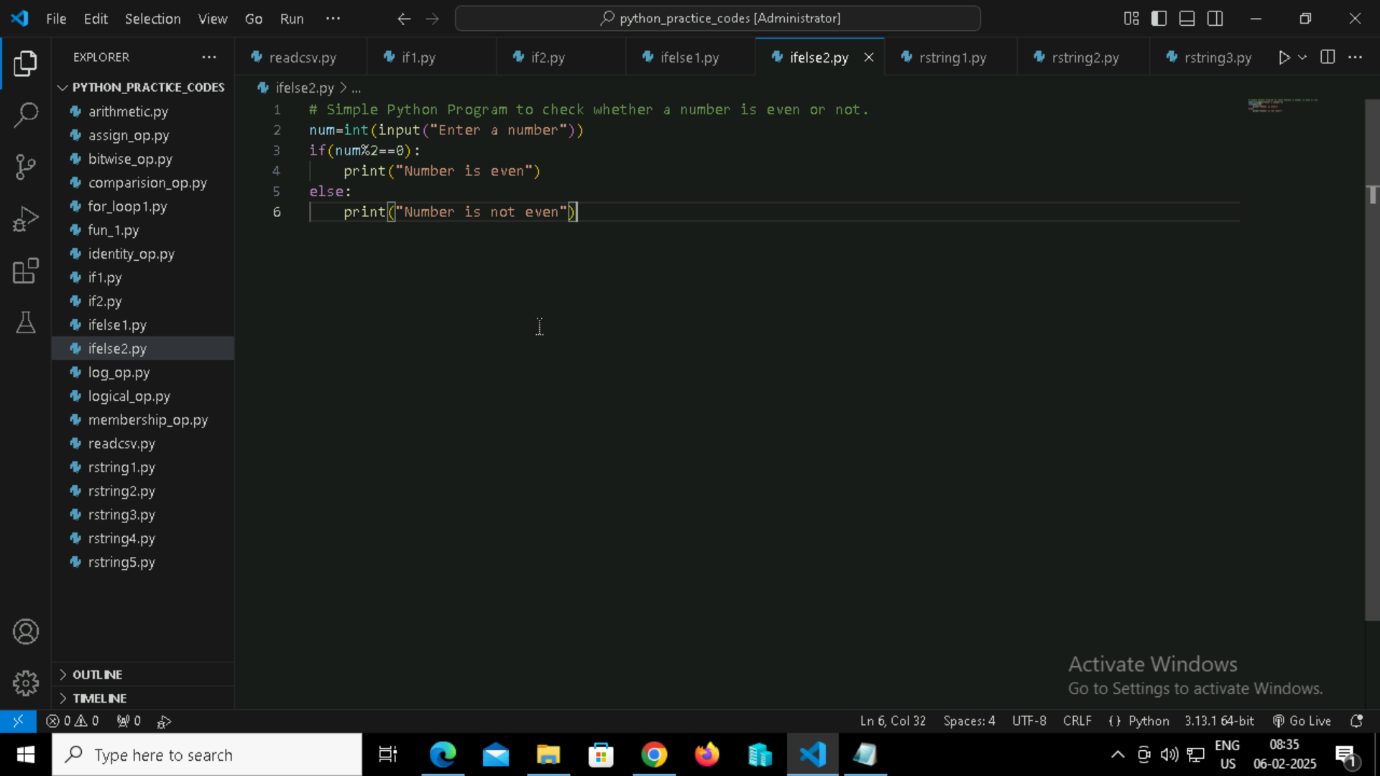 File Edit Selection View Go Run ··· python_practice_codes [Administrator]
EXPLORER ···
readcsv.py if1.py if2.py ifelse1.py ifelse2.py rstring1.py rstring2.py rstring3.py ···
PYTHON_PRACTICE_CODES
arithmetic.py
assign_op.py
bitwise_op.py
comparision_op.py
for_loop1.py
fun_1.py
identity_op.py
if1.py
if2.py
ifelse1.py
ifelse2.py
log_op.py
logical_op.py
membership_op.py
readcsv.py
rstring1.py
rstring2.py
rstring3.py
rstring4.py
rstring5.py
OUTLINE
TIMELINE
ifelse2.py > ...
1 # Simple Python Program to check whether a number is even or not.
2 num=int(input("Enter a number"))
3 if(num%2==0):
4 print("Number is even")
5 else:
6 print("Number is not even")
Activate Windows
Go to Settings to activate Windows.
0 0 0 Ln 6, Col 32 Spaces: 4 UTF-8 CRLF {} Python 3.13.1 64-bit Go Live
Type here to search
ENG
US
08:35
06-02-2025
1